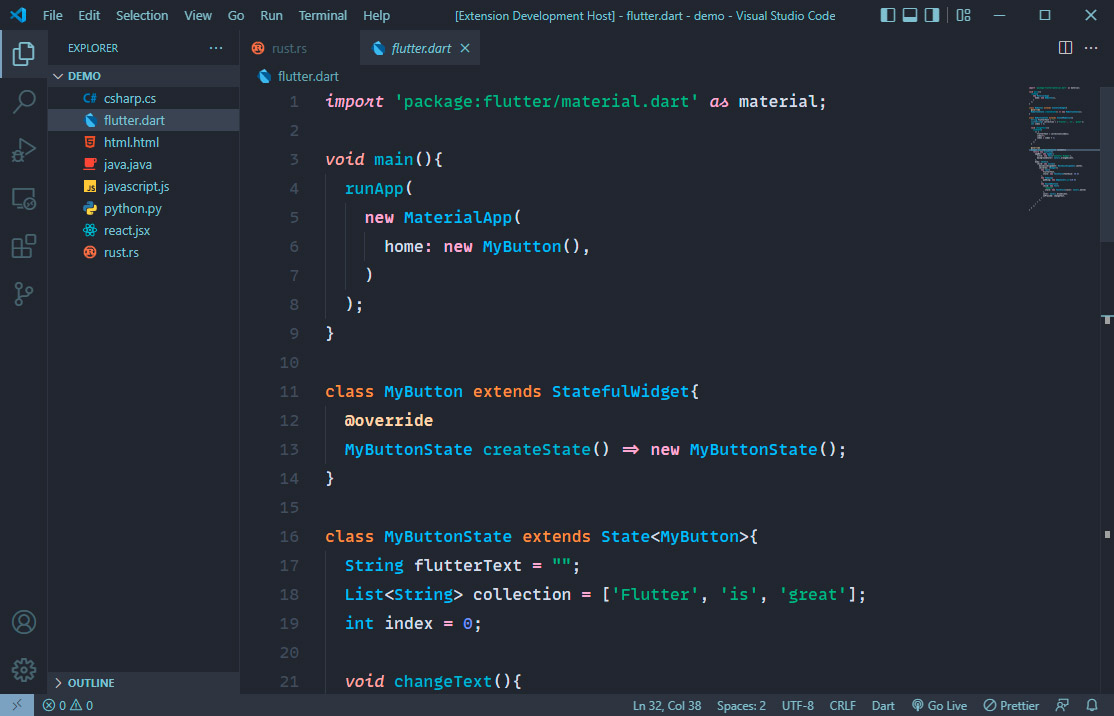 File Edit Selection View Go Run Terminal Help [Extension Development Host] - flutter.dart - demo - Visual Studio Code
EXPLORER ···
DEMO
C# csharp.cs
flutter.dart
html.html
java.java
JS javascript.js
python.py
react.jsx
rust.rs
OUTLINE
rust.rs flutter.dart
flutter.dart
1 import 'package:flutter/material.dart' as material;
2
3 void main(){
4 runApp(
5 new MaterialApp(
6 home: new MyButton(),
7 )
8 );
9 }
10
11 class MyButton extends StatefulWidget{
12 @override
13 MyButtonState createState() => new MyButtonState();
14 }
15
16 class MyButtonState extends State<MyButton>{
17 String flutterText = "";
18 List<String> collection = ['Flutter', 'is', 'great'];
19 int index = 0;
20
21 void changeText(){
0 0 Ln 32, Col 38 Spaces: 2 UTF-8 CRLF Dart Go Live Prettier